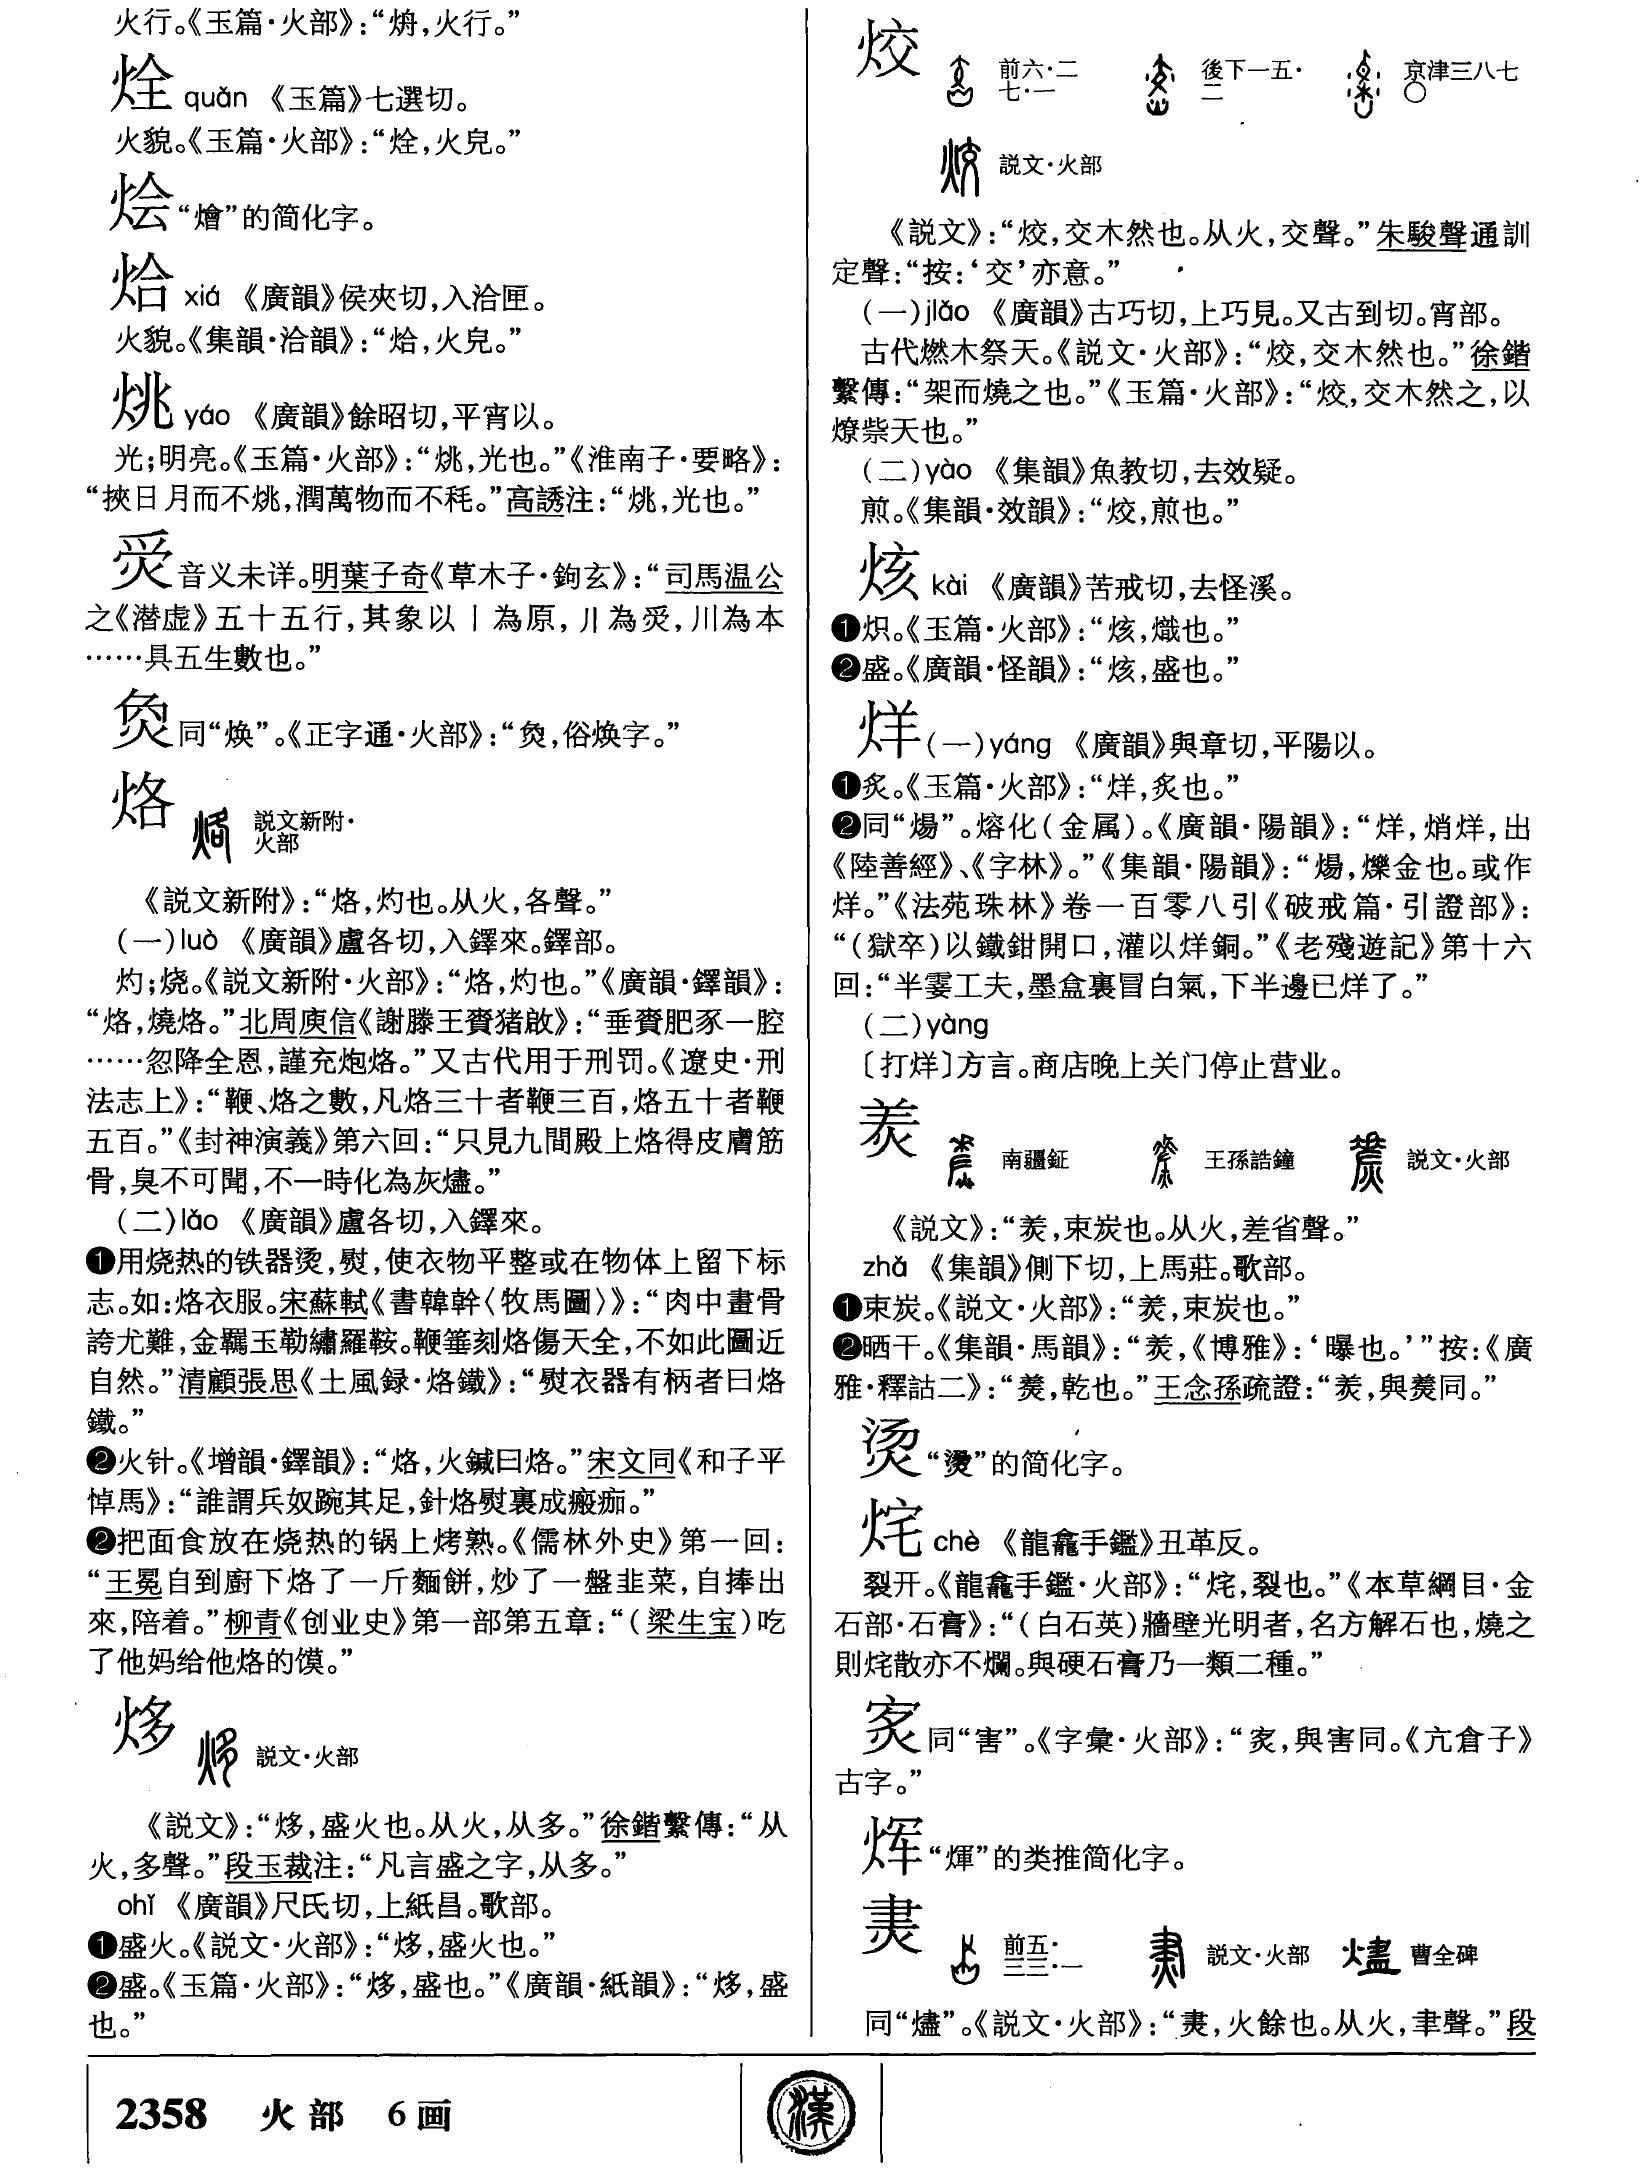 火行。《玉篇·火部》：“烐，火行。”
烇 quǎn 《玉篇》七選切。
火貌。《玉篇·火部》：“烇，火皃。”
烩 “燴”的简化字。
烚 xiá 《廣韻》侯夾切，入洽匣。
火貌。《集韻·洽韻》：“烚，火皃。”
烑 yáo 《廣韻》餘昭切，平宵以。
光；明亮。《玉篇·火部》：“烑，光也。”《淮南子·要略》：
“挾日月而不烑，潤萬物而不秏。”高誘注：“烑，光也。”
㷋 音义未详。明葉子奇《草木子·鉤玄》：“司馬温公
之《潜虚》五十五行，其象以丨為原，〢為㷋，川為本
……具五生數也。”
同“焕”。《正字通·火部》：“，俗焕字。”
烙
説文新附·
火部
《説文新附》：“烙，灼也。从火，各聲。”
（一）luò 《廣韻》盧各切，入鐸來。鐸部。
灼；烧。《説文新附·火部》：“烙，灼也。”《廣韻·鐸韻》：
“烙，燒烙。”北周庾信《謝滕王賚猪啟》：“垂賚肥豕一腔
……忽降全恩，謹充炮烙。”又古代用于刑罚。《遼史·刑
法志上》：“鞭、烙之數，凡烙三十者鞭三百，烙五十者鞭
五百。”《封神演義》第六回：“只見九間殿上烙得皮膚筋
骨，臭不可聞，不一時化為灰燼。”
（二）lǎo 《廣韻》盧各切，入鐸來。
❶用烧热的铁器烫，熨，使衣物平整或在物体上留下标
志。如：烙衣服。宋蘇軾《書韓幹〈牧馬圖〉》：“肉中畫骨
誇尤難，金羈玉勒繡羅鞍。鞭箠刻烙傷天全，不如此圖近
自然。”清顧張思《土風録·烙鐵》：“熨衣器有柄者曰烙
鐵。”
❷火针。《增韻·鐸韻》：“烙，火鍼曰烙。”宋文同《和子平
悼馬》：“誰謂兵奴踠其足，針烙熨裏成瘢痂。”
❷把面食放在烧热的锅上烤熟。《儒林外史》第一回：
“王冕自到廚下烙了一斤麵餅，炒了一盤韭菜，自捧出
來，陪着。”柳青《创业史》第一部第五章：“（梁生宝）吃
了他妈给他烙的馍。”
㶴
説文·火部
《説文》：“㶴，盛火也。从火，从多。”徐鍇繫傳：“从
火，多聲。”段玉裁注：“凡言盛之字，从多。”
ohǐ 《廣韻》尺氏切，上紙昌。歌部。
❶盛火。《説文·火部》：“㶴，盛火也。”
❷盛。《玉篇·火部》：“㶴，盛也。”《廣韻·紙韻》：“㶴，盛
也。”
烄
前六·二
七·一
後下一五·
二
京津三八七
〇
説文·火部
《説文》：“烄，交木然也。从火，交聲。”朱駿聲通訓
定聲：“按：‘交’亦意。”
（一）jiǎo 《廣韻》古巧切，上巧見。又古到切。宵部。
古代燃木祭天。《説文·火部》：“烄，交木然也。”徐鍇
繫傳：“架而燒之也。”《玉篇·火部》：“烄，交木然之，以
燎祡天也。”
（二）yào 《集韻》魚教切，去效疑。
煎。《集韻·效韻》：“烄，煎也。”
烗 kài 《廣韻》苦戒切，去怪溪。
❶炽。《玉篇·火部》：“烗，熾也。”
❷盛。《廣韻·怪韻》：“烗，盛也。”
烊 （一）yáng 《廣韻》與章切，平陽以。
❶炙。《玉篇·火部》：“烊，炙也。”
❷同“煬”。熔化（金属）。《廣韻·陽韻》：“烊，焇烊，出
《陸善經》、《字林》。”《集韻·陽韻》：“煬，爍金也。或作
烊。”《法苑珠林》卷一百零八引《破戒篇·引證部》：
“（獄卒）以鐵鉗開口，灌以烊銅。”《老殘遊記》第十六
回：“半霎工夫，墨盒裏冒白氣，下半邊已烊了。”
（二）yàng
〔打烊〕方言。商店晚上关门停止营业。
㷅
南疆鉦
王孫誥鐘
説文·火部
《説文》：“㷅，束炭也。从火，差省聲。”
zhǎ 《集韻》側下切，上馬莊。歌部。
❶束炭。《説文·火部》：“㷅，束炭也。”
❷晒干。《集韻·馬韻》：“㷅，《博雅》：‘曝也。’”按：《廣
雅·釋詁二》：“，乾也。”王念孫疏證：“㷅，與同。”
烫 “燙”的简化字。
烢 chè 《龍龕手鑑》丑革反。
裂开。《龍龕手鑑·火部》：“烢，裂也。”《本草綱目·金
石部·石膏》：“（白石英）牆壁光明者，名方解石也，燒之
則烢散亦不爛。與硬石膏乃一類二種。”
同“害”。《字彙·火部》：“，與害同。《亢倉子》
古字。”
𪸩 “煇”的类推简化字。
㶳
前五·
三三·一
説文·火部
曹全碑
同“燼”。《説文·火部》：“㶳，火餘也。从火，聿聲。”段
2358 火部 6画
漢